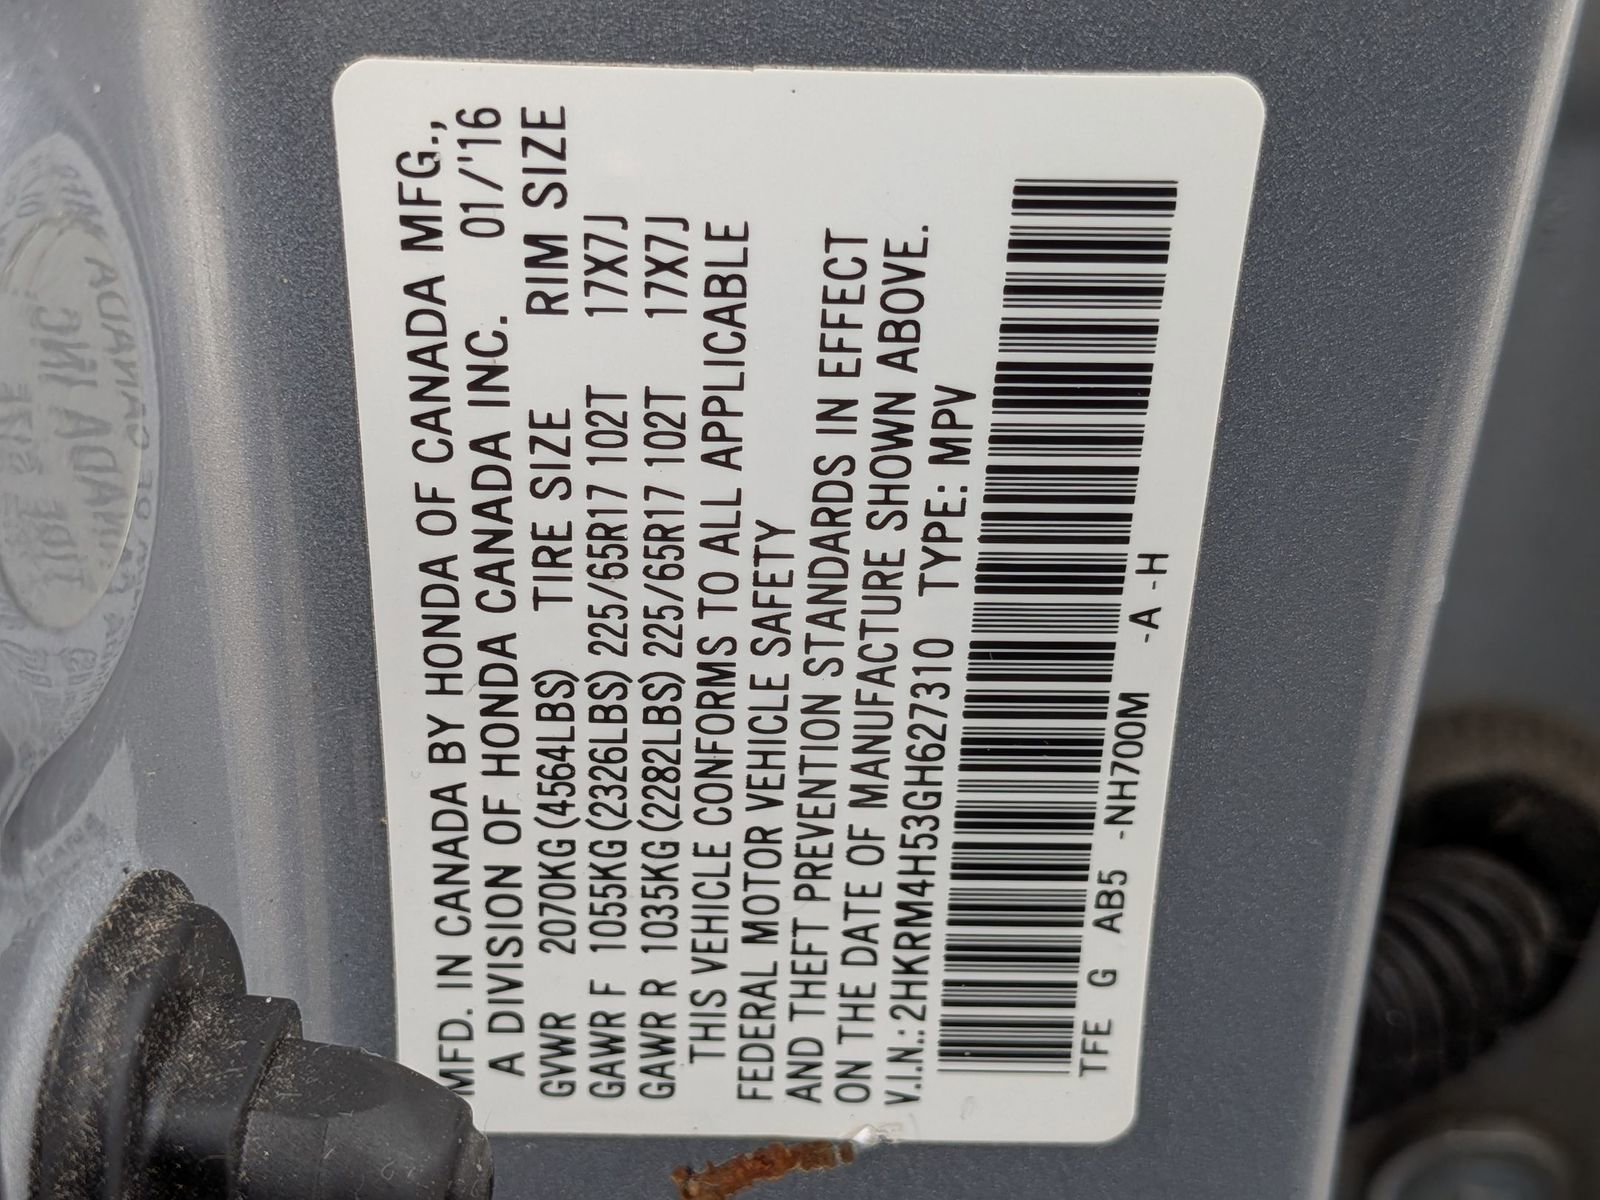 MFD. IN CANADA BY HONDA OF CANADA MFG.,
A DIVISION OF HONDA CANADA INC. 01/'16
GVWR 2070KG(4564LBS) TIRE SIZE RIM SIZE
GAWR F 1055KG(2326LBS) 225/65R17 102T 17X7J
GAWR R 1035KG(2282LBS) 225/65R17 102T 17X7J
THIS VEHICLE CONFORMS TO ALL APPLICABLE
FEDERAL MOTOR VEHICLE SAFETY
AND THEFT PREVENTION STANDARDS IN EFFECT
ON THE DATE OF MANUFACTURE SHOWN ABOVE.
V.I.N.:2HKRM4H53GH627310 TYPE: MPV
TFE G AB5 -NH700M -A -H